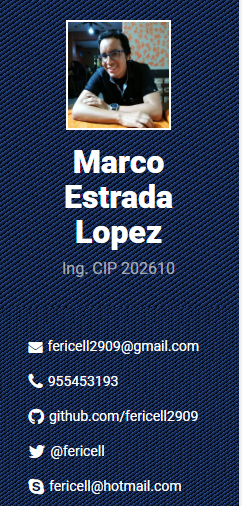 Marco
Estrada
Lopez
Ing. CIP 202610
fericell2909@gmail.com
955453193
github.com/fericell2909
@fericell
fericell@hotmail.com